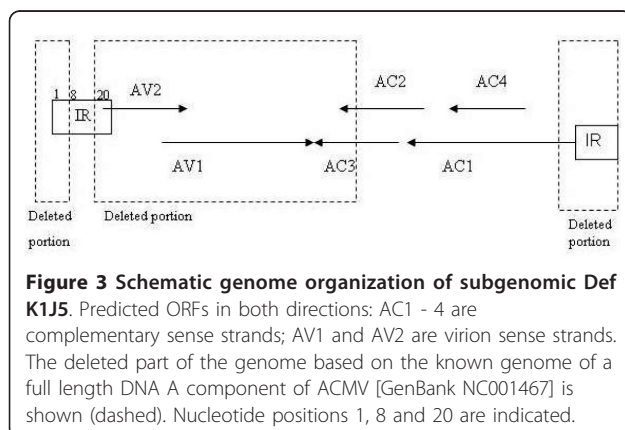 1 8 20
AV2
AC2
AC4
IR
IR
AV1
AC3
AC1
Deleted
portion
Deleted portion
Deleted
portion
Figure 3 Schematic genome organization of subgenomic Def
K1J5. Predicted ORFs in both directions: AC1 - 4 are
complementary sense strands; AV1 and AV2 are virion sense strands.
The deleted part of the genome based on the known genome of a
full length DNA A component of ACMV [GenBank NC001467] is
shown (dashed). Nucleotide positions 1, 8 and 20 are indicated.